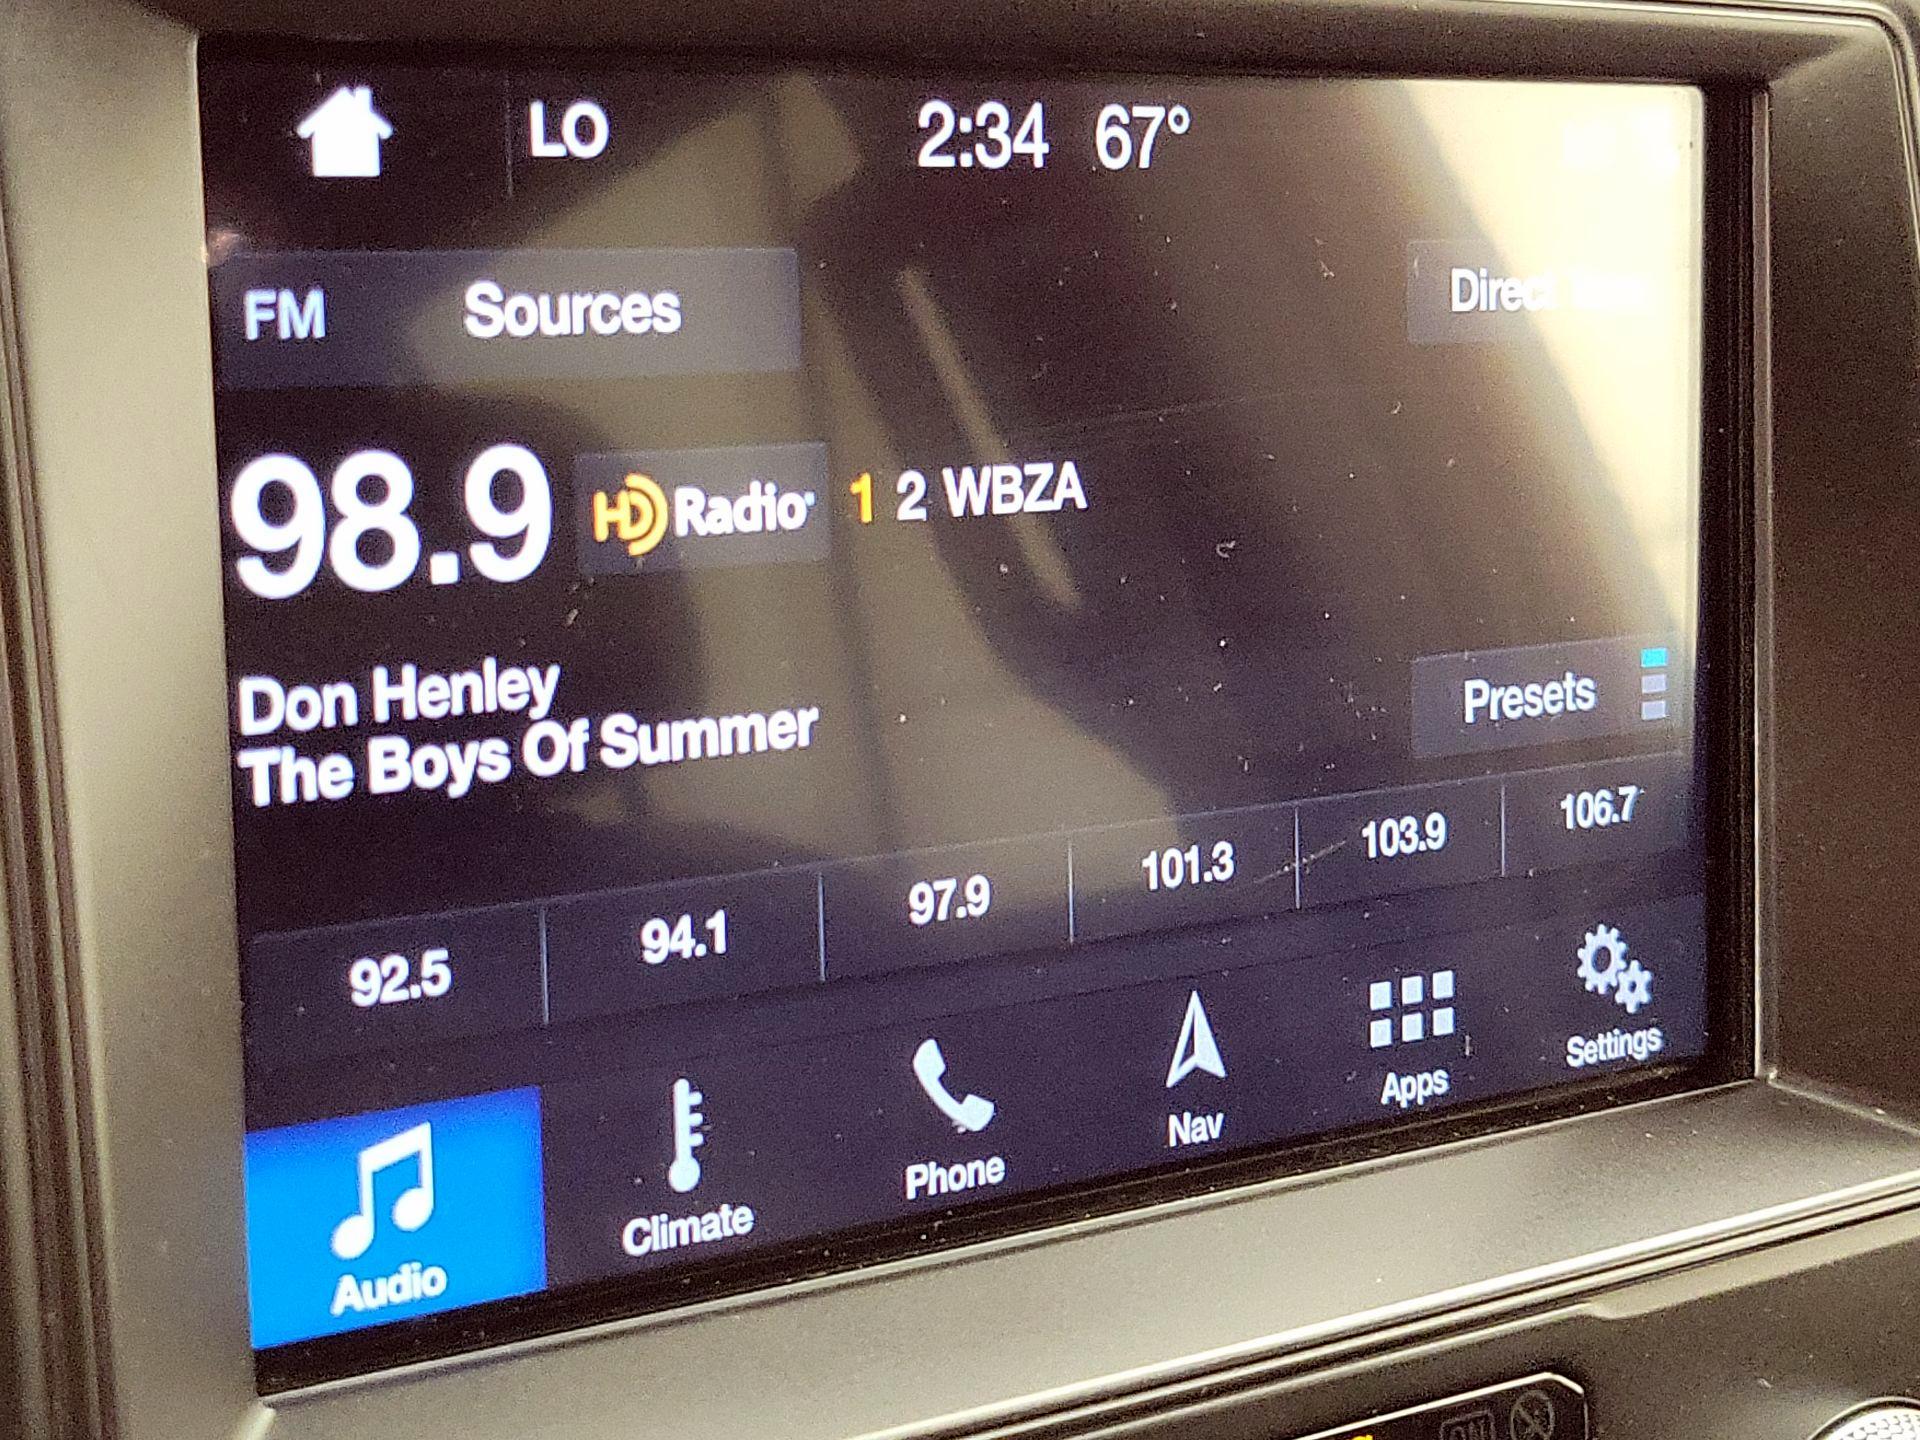 LO 2:34 67°
FM Sources Direct
98.9 HD Radio 1 2 WBZA
Don Henley
The Boys Of Summer
Presets
92.5 94.1 97.9 101.3 103.9 106.7
Audio Climate Phone Nav Apps Settings